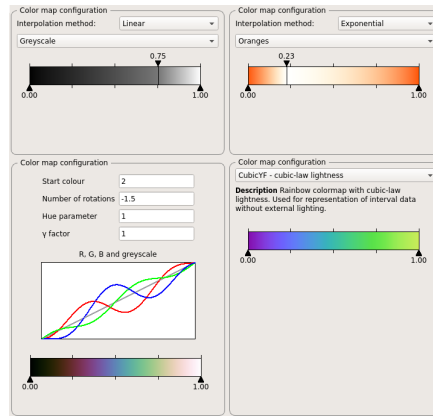 Color map configuration
Interpolation method: Linear
Greyscale
0.75
0.00 1.00
Color map configuration
Interpolation method: Exponential
Oranges
0.23
0.00 1.00
Color map configuration
Start colour 2
Number of rotations -1.5
Hue parameter 1
γ factor 1
R, G, B and greyscale
0.00 1.00
Color map configuration
CubicYF - cubic-law lightness
Description Rainbow colormap with cubic-law
lightness. Used for representation of interval data
without external lighting.
0.00 1.00